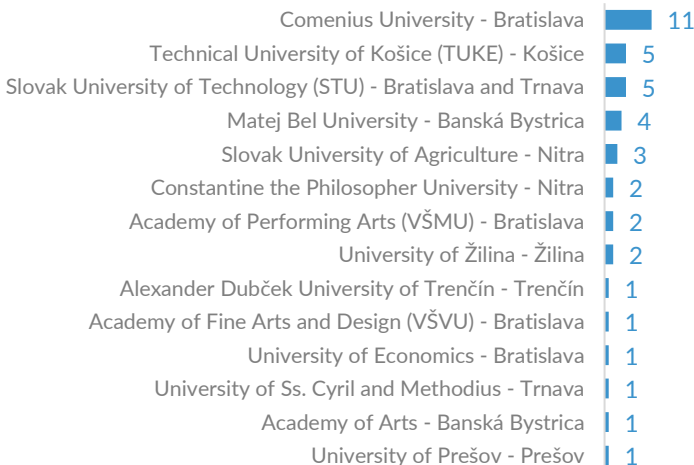 Comenius University - Bratislava 11
Technical University of Košice (TUKE) - Košice 5
Slovak University of Technology (STU) - Bratislava and Trnava 5
Matej Bel University - Banská Bystrica 4
Slovak University of Agriculture - Nitra 3
Constantine the Philosopher University - Nitra 2
Academy of Performing Arts (VŠMU) - Bratislava 2
University of Žilina - Žilina 2
Alexander Dubček University of Trenčín - Trenčín 1
Academy of Fine Arts and Design (VŠVU) - Bratislava 1
University of Economics - Bratislava 1
University of Ss. Cyril and Methodius - Trnava 1
Academy of Arts - Banská Bystrica 1
University of Prešov - Prešov 1